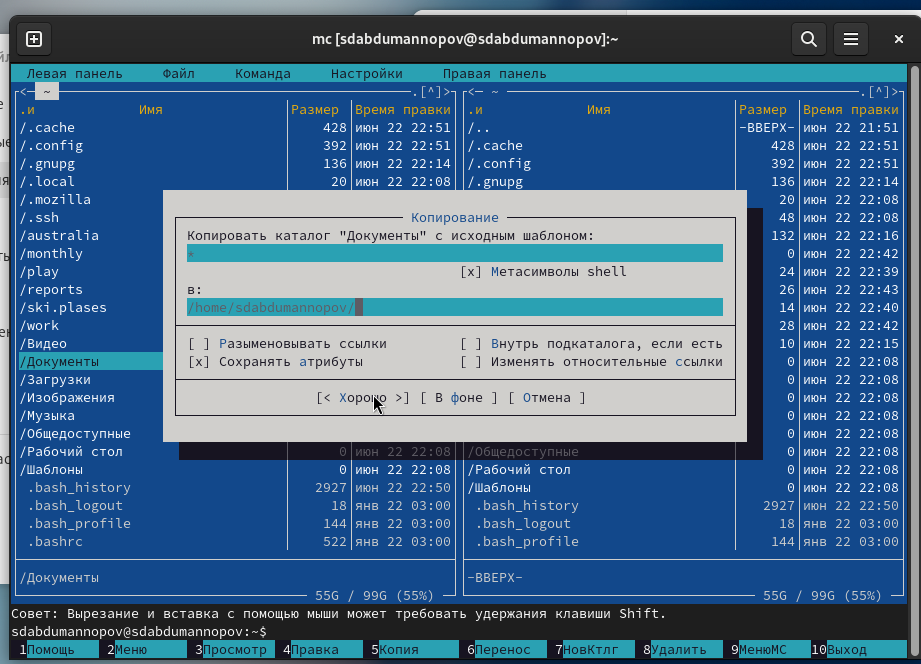 mc [sdabdumannopov@sdabdumannopov]:~
Левая панель Файл Команда Настройки Правая панель
<─ ~ .[^]> <─ ~ .[^]>
.и Имя Размер Время правки .и Имя Размер Время правки
/.cache 428 июн 22 22:51 /.. -ВВЕРХ- июн 22 21:51
/.config 392 июн 22 22:51 /.cache 428 июн 22 22:51
/.gnupg 136 июн 22 22:14 /.config 392 июн 22 22:51
/.local 20 июн 22 22:08 /.gnupg 136 июн 22 22:14
/.mozilla 20 июн 22 22:08
/.ssh 48 июн 22 22:08
/australia 132 июн 22 22:16
/monthly 0 июн 22 22:42
/play 24 июн 22 22:39
/reports 26 июн 22 22:43
/ski.plases 14 июн 22 22:40
/work 28 июн 22 22:42
/Видео 10 июн 22 22:15
/Документы 0 июн 22 22:08
/Загрузки 0 июн 22 22:08
/Изображения 0 июн 22 22:08
/Музыка 0 июн 22 22:08
/Общедоступные 0 июн 22 22:08
Копирование
Копировать каталог "Документы" с исходным шаблоном:
*
[x] Метасимволы shell
в:
/home/sdabdumannopov/
[ ] Разыменовывать ссылки [ ] Внутрь подкаталога, если есть
[x] Сохранять атрибуты [ ] Изменять относительные ссылки
[< Хорошо >] [ В фоне ] [ Отмена ]
/Рабочий стол 0 июн 22 22:08 /Общедоступные 0 июн 22 22:08
/Шаблоны 0 июн 22 22:08 /Рабочий стол 0 июн 22 22:08
.bash_history 2927 июн 22 22:50 /Шаблоны 0 июн 22 22:08
.bash_logout 18 янв 22 03:00 .bash_history 2927 июн 22 22:50
.bash_profile 144 янв 22 03:00 .bash_logout 18 янв 22 03:00
.bashrc 522 янв 22 03:00 .bash_profile 144 янв 22 03:00
/Документы -ВВЕРХ-
55G / 99G (55%) 55G / 99G (55%)
Совет: Вырезание и вставка с помощью мыши может требовать удержания клавиши Shift.
sdabdumannopov@sdabdumannopov:~$
1Помощь 2Меню 3Просмотр 4Правка 5Копия 6Перенос 7НовКтлг 8Удалить 9МенюMC 10Выход